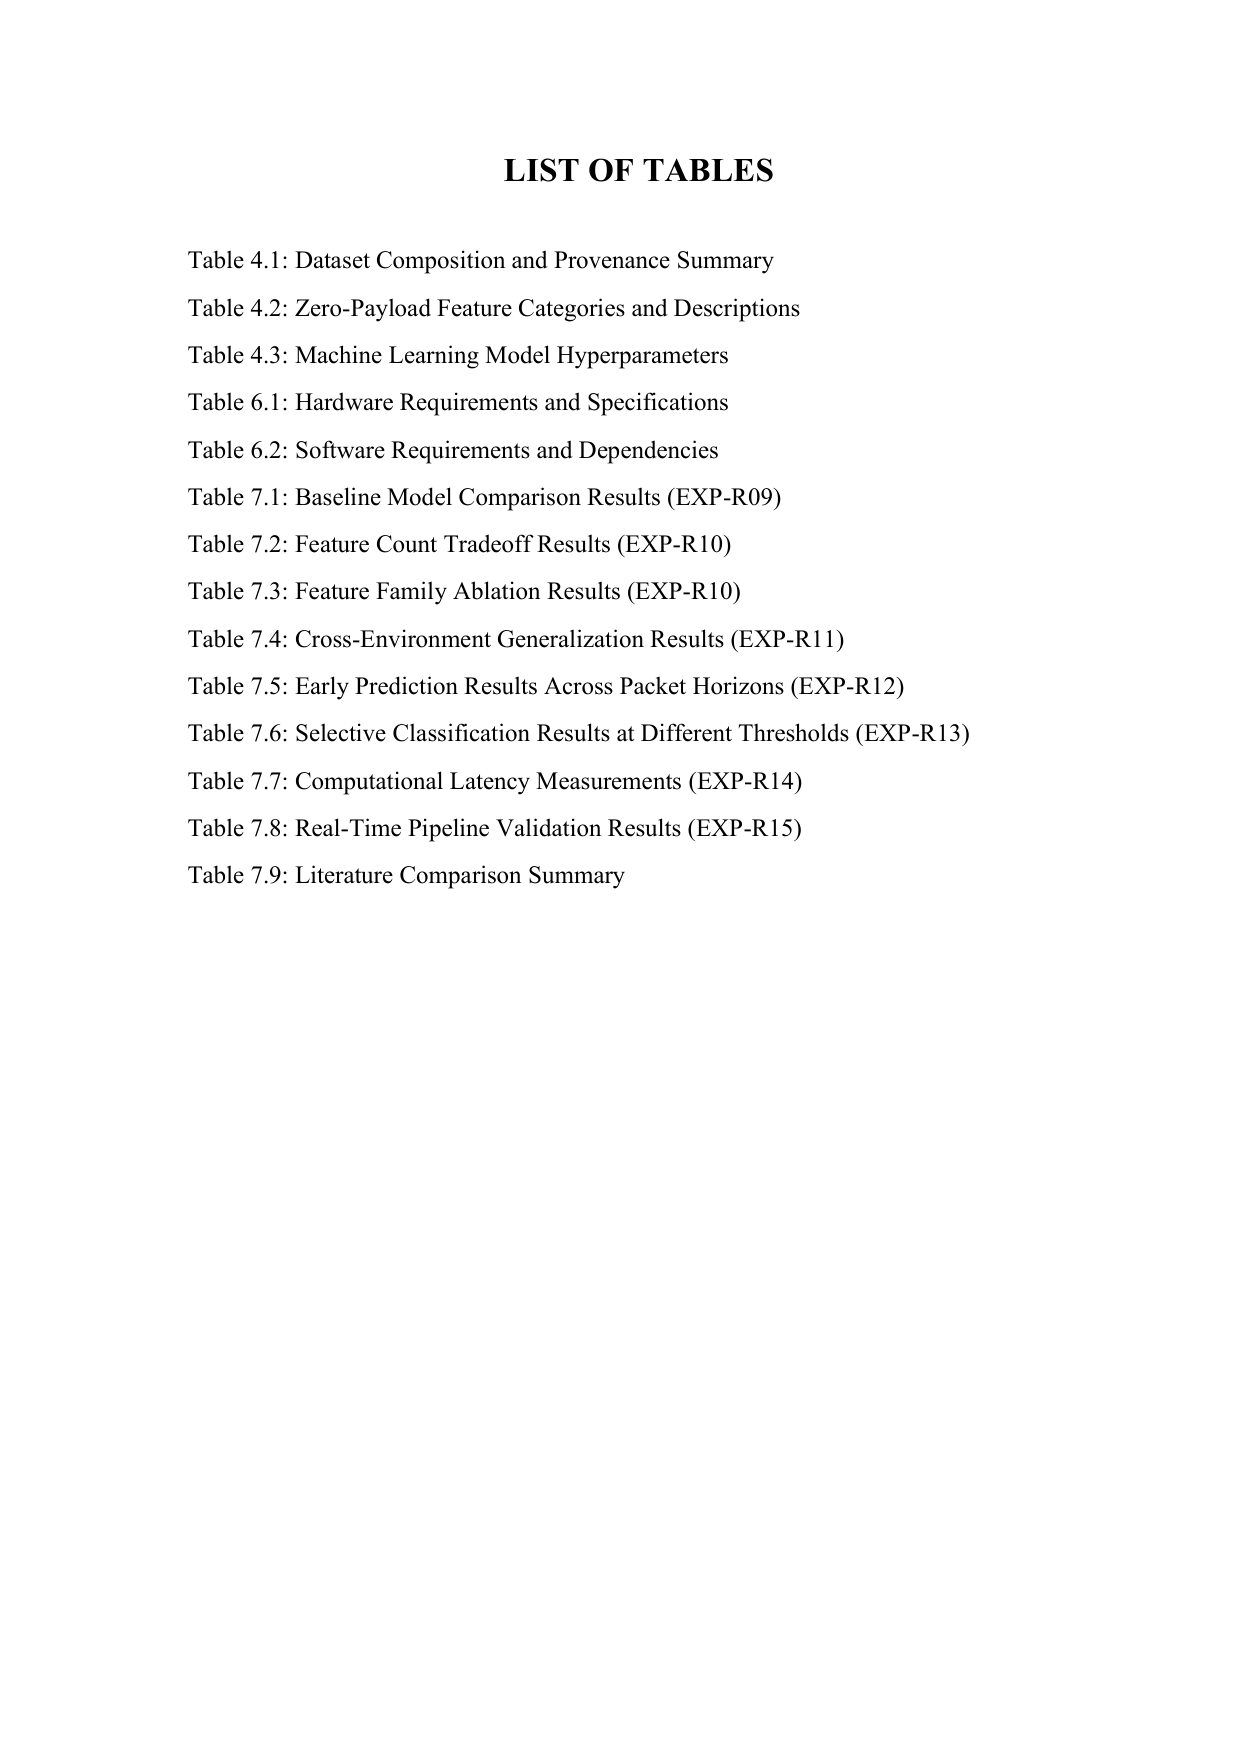 LIST OF TABLES
Table 4.1: Dataset Composition and Provenance Summary
Table 4.2: Zero-Payload Feature Categories and Descriptions
Table 4.3: Machine Learning Model Hyperparameters
Table 6.1: Hardware Requirements and Specifications
Table 6.2: Software Requirements and Dependencies
Table 7.1: Baseline Model Comparison Results (EXP-R09)
Table 7.2: Feature Count Tradeoff Results (EXP-R10)
Table 7.3: Feature Family Ablation Results (EXP-R10)
Table 7.4: Cross-Environment Generalization Results (EXP-R11)
Table 7.5: Early Prediction Results Across Packet Horizons (EXP-R12)
Table 7.6: Selective Classification Results at Different Thresholds (EXP-R13)
Table 7.7: Computational Latency Measurements (EXP-R14)
Table 7.8: Real-Time Pipeline Validation Results (EXP-R15)
Table 7.9: Literature Comparison Summary